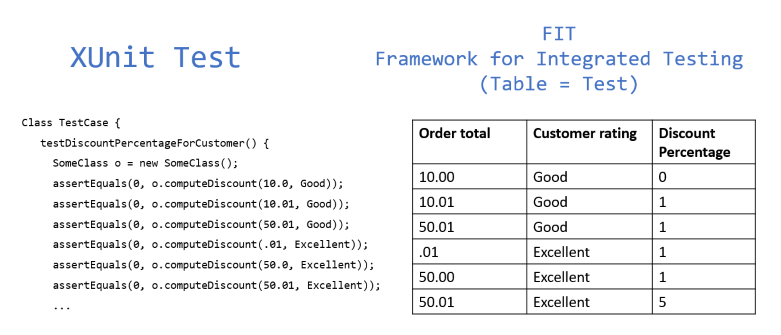 XUnit Test
Class TestCase {
testDiscountPercentageForCustomer() {
SomeClass o = new SomeClass();
assertEquals(0, o.computeDiscount(10.0, Good));
assertEquals(0, o.computeDiscount(10.01, Good));
assertEquals(0, o.computeDiscount(50.01, Good));
assertEquals(0, o.computeDiscount(.01, Excellent));
assertEquals(0, o.computeDiscount(50.0, Excellent));
assertEquals(0, o.computeDiscount(50.01, Excellent));
...
FIT
Framework for Integrated Testing
(Table = Test)
Order total Customer rating Discount Percentage
10.00 Good 0
10.01 Good 1
50.01 Good 1
.01 Excellent 1
50.00 Excellent 1
50.01 Excellent 5